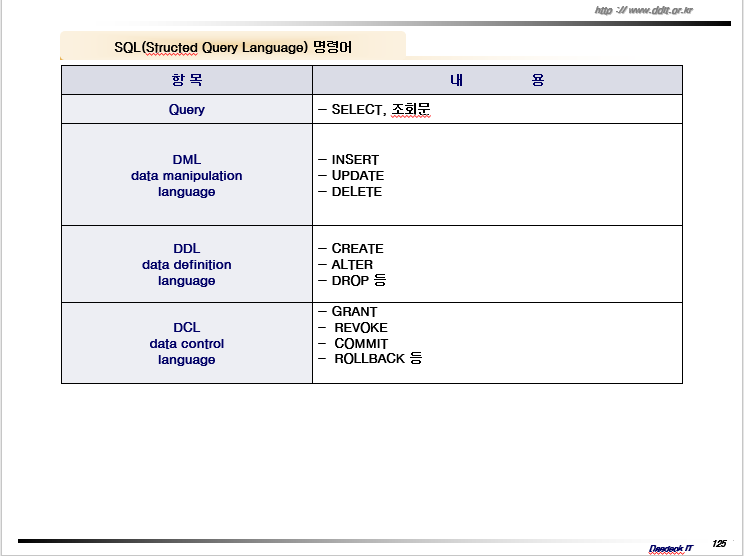 http://www.ddit.or.kr
SQL(Structed Query Language) 명령어
항 목
내 용
Query
- SELECT, 조회문
DML
data manipulation
language
- INSERT
- UPDATE
- DELETE
DDL
data definition
language
- CREATE
- ALTER
- DROP 등
DCL
data control
language
- GRANT
- REVOKE
- COMMIT
- ROLLBACK 등
Daedeok IT
125